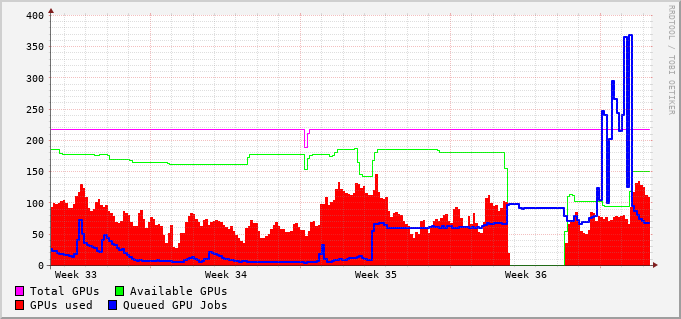 400
350
300
250
200
150
100
50
0
Week 33 Week 34 Week 35 Week 36
Total GPUs Available GPUs
GPUs used Queued GPU Jobs
RRDTOOL / TOBI OETIKER